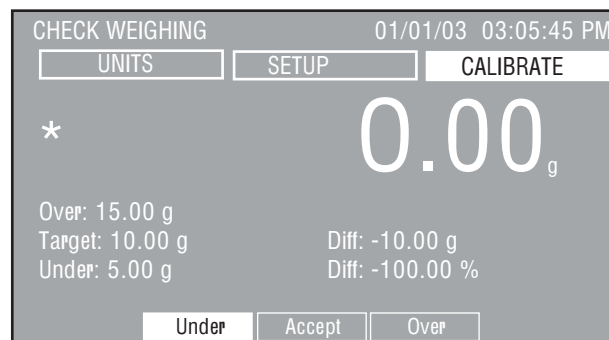 CHECK WEIGHING 01/01/03 03:05:45 PM
UNITS SETUP CALIBRATE
* 0.00 g
Over: 15.00 g
Target: 10.00 g Diff: -10.00 g
Under: 5.00 g Diff: -100.00 %
Under Accept Over